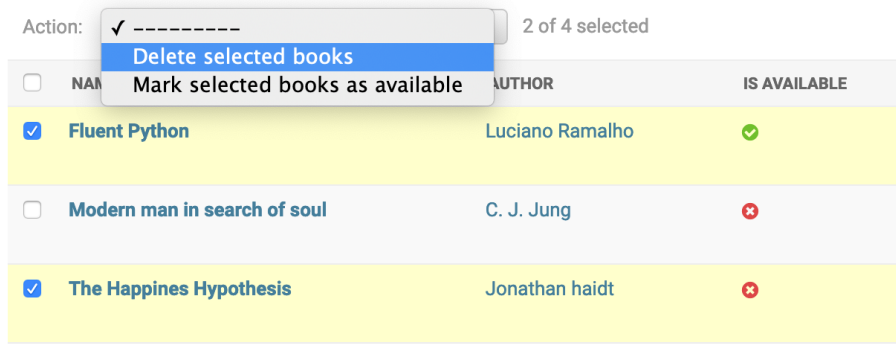 Action:
---------
2 of 4 selected
Delete selected books
Mark selected books as available
AUTHOR
IS AVAILABLE
Fluent Python
Luciano Ramalho
Modern man in search of soul
C. J. Jung
The Happines Hypothesis
Jonathan haidt